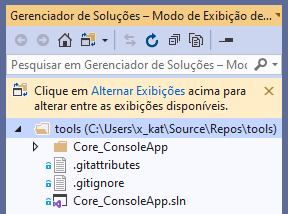 Gerenciador de Soluções – Modo de Exibição de...
Pesquisar em Gerenciador de Soluções – Mo
Clique em Alternar Exibições acima para
alterar entre as exibições disponíveis.
tools (C:\Users\x_kat\Source\Repos\tools)
Core_ConsoleApp
.gitattributes
.gitignore
Core_ConsoleApp.sln